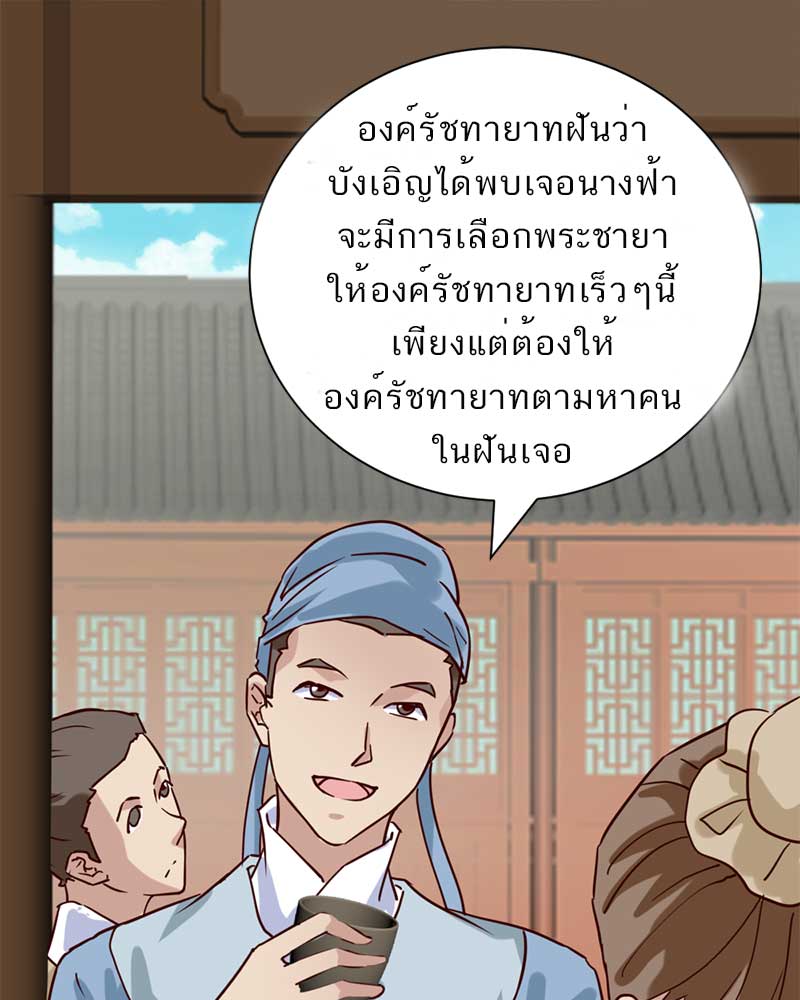 องค์รัชทายาทฝันว่า
บังเอิญได้พบเจอนางฟ้า
จะมีการเลือกพระชายา
ให้องค์รัชทายาทเร็วๆนี้
เพียงแต่ต้องให้
องค์รัชทายาทตามหาคน
ในฝันเจอ